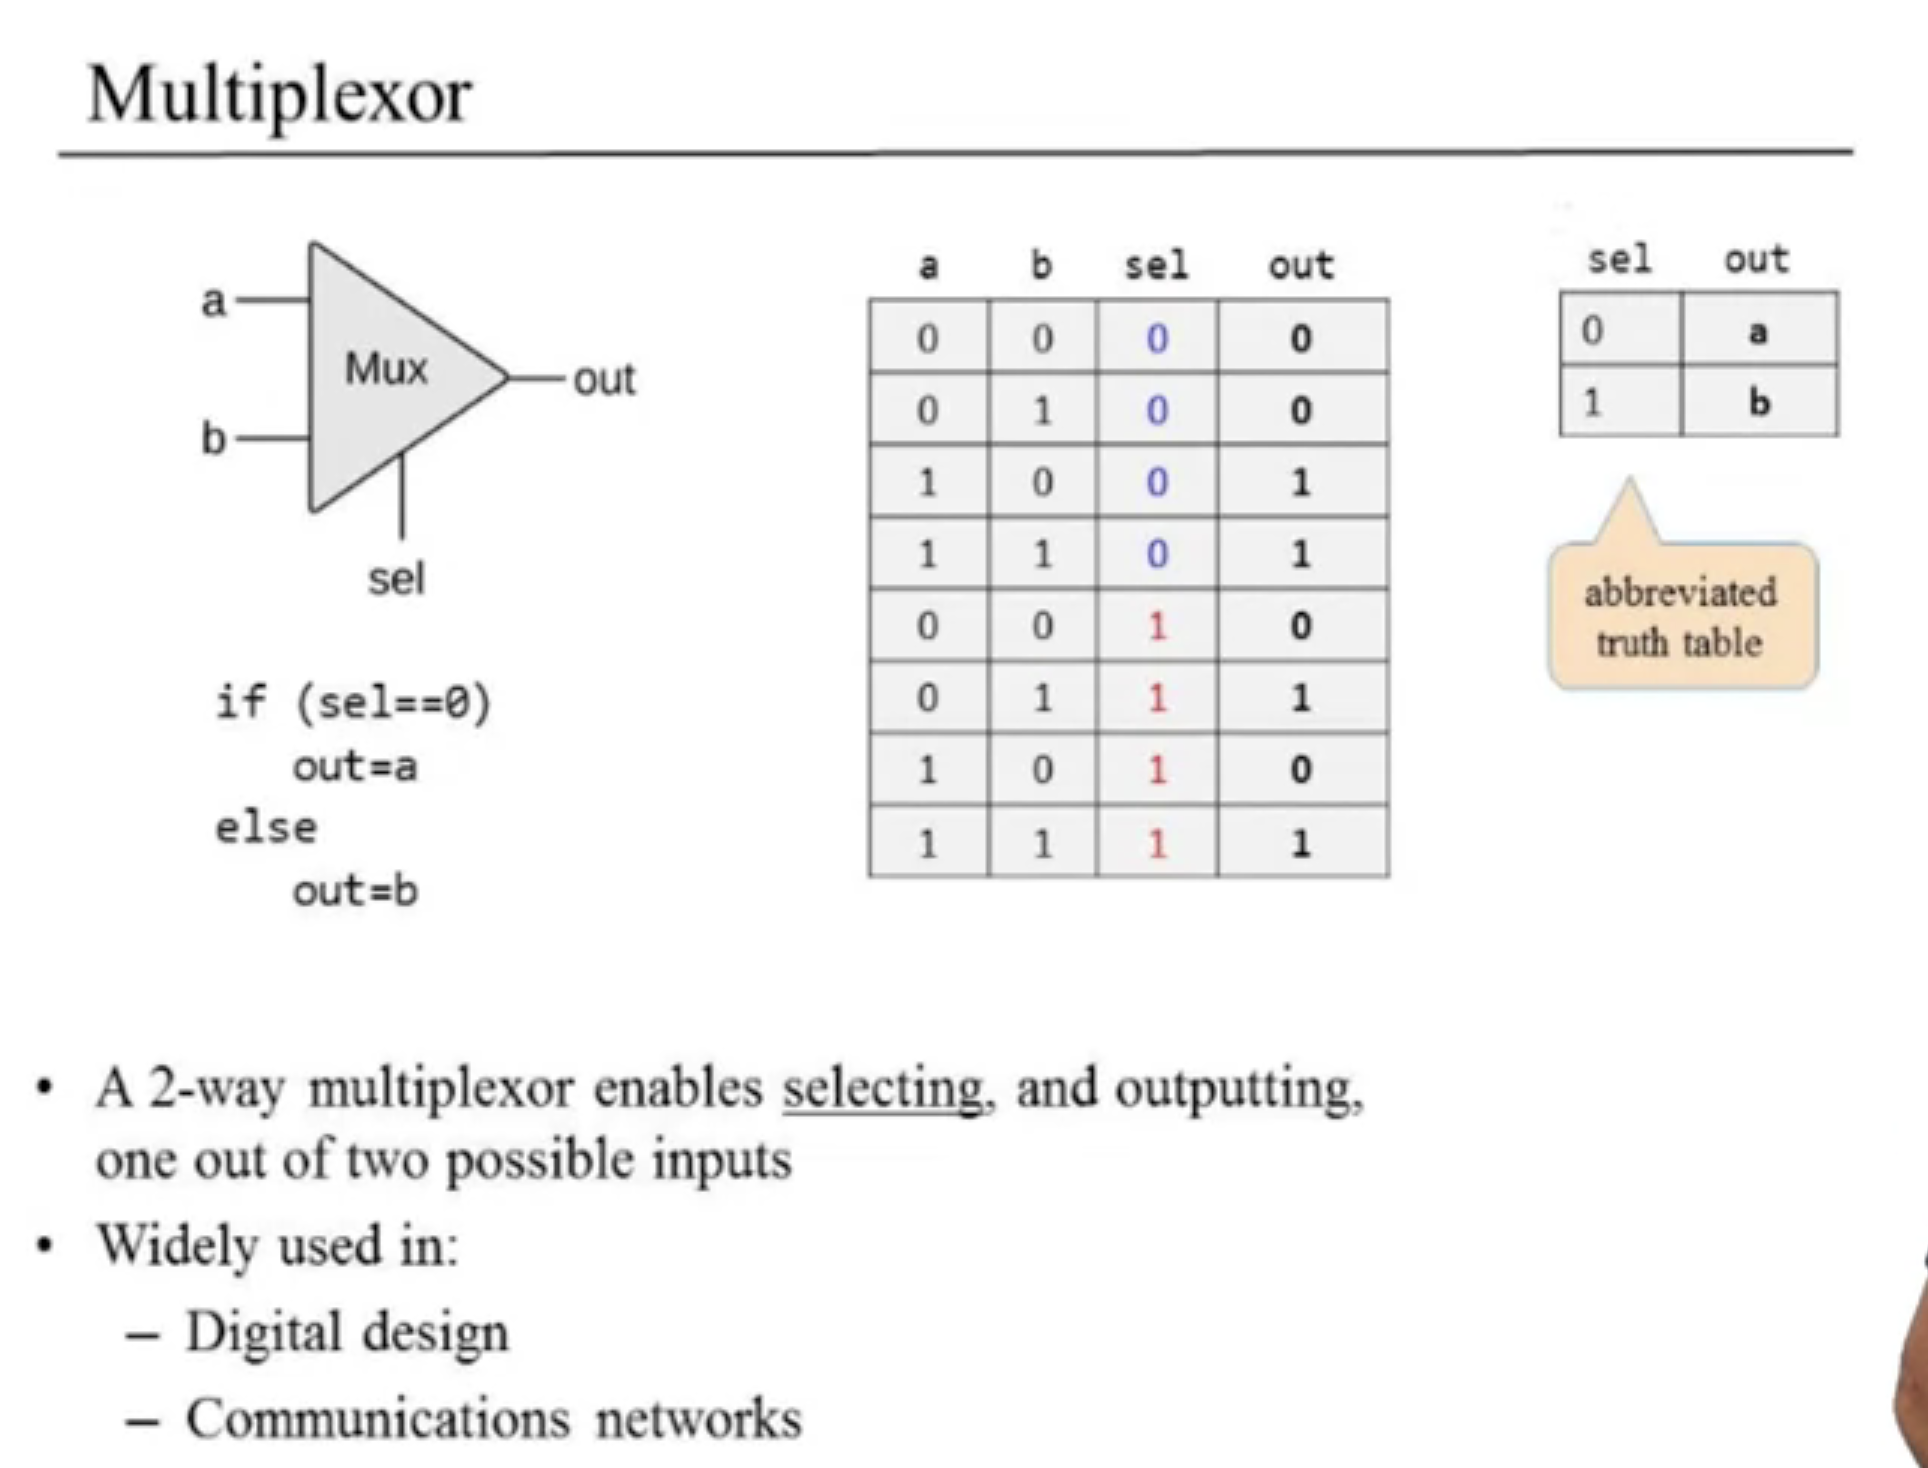 Multiplexor
a
b
Mux
out
sel
if (sel==0)
out=a
else
out=b
a b sel out
0 0 0 0
0 1 0 0
1 0 0 1
1 1 0 1
0 0 1 0
0 1 1 1
1 0 1 0
1 1 1 1
sel out
0 a
1 b
abbreviated
truth table
• A 2-way multiplexor enables selecting, and outputting,
one out of two possible inputs
• Widely used in:
– Digital design
– Communications networks